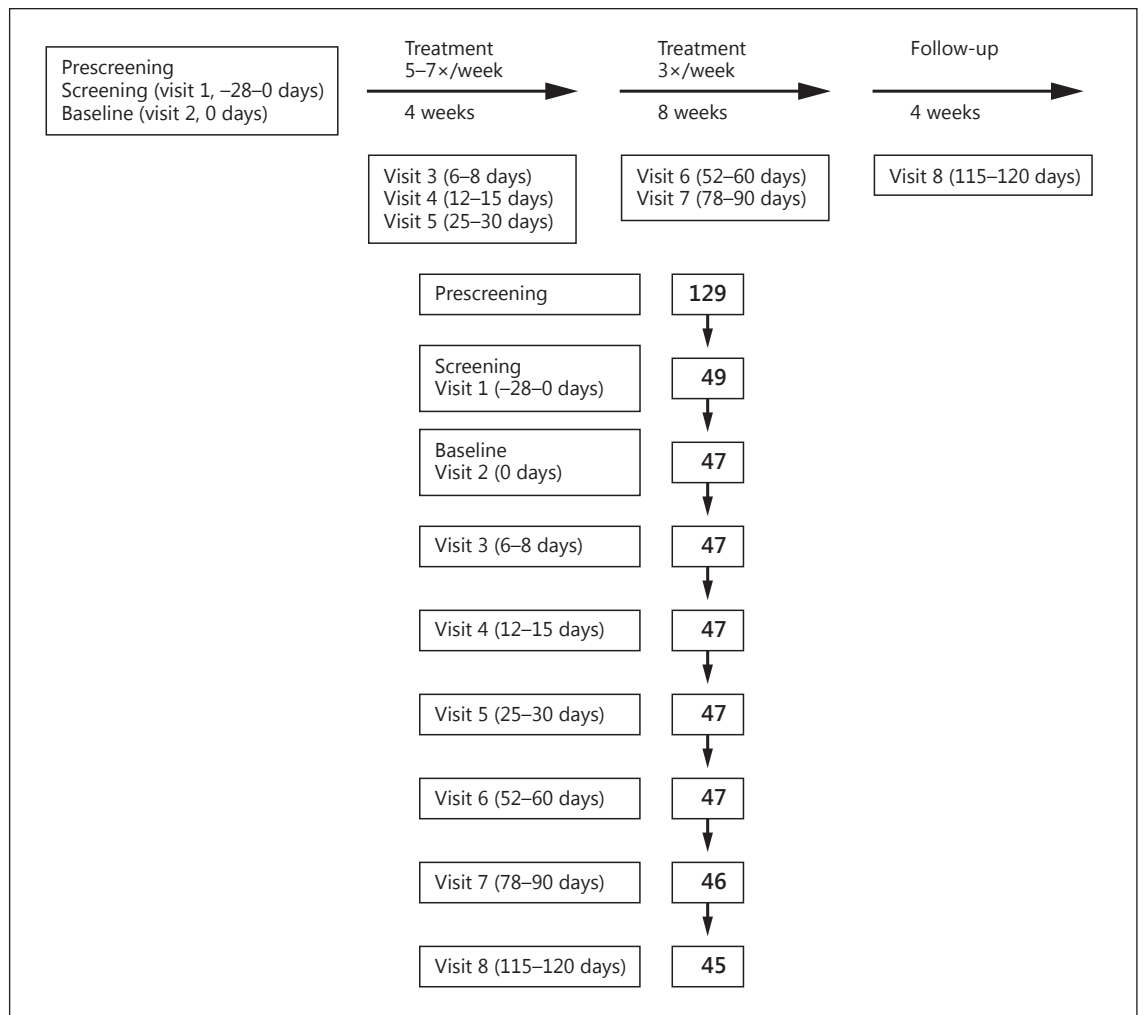 Prescreening
Screening (visit 1, –28–0 days)
Baseline (visit 2, 0 days)
Treatment
5–7×/week
4 weeks
Treatment
3×/week
8 weeks
Follow-up
4 weeks
Visit 3 (6–8 days)
Visit 4 (12–15 days)
Visit 5 (25–30 days)
Visit 6 (52–60 days)
Visit 7 (78–90 days)
Visit 8 (115–120 days)
Prescreening
129
Screening
Visit 1 (–28–0 days)
49
Baseline
Visit 2 (0 days)
47
Visit 3 (6–8 days)
47
Visit 4 (12–15 days)
47
Visit 5 (25–30 days)
47
Visit 6 (52–60 days)
47
Visit 7 (78–90 days)
46
Visit 8 (115–120 days)
45